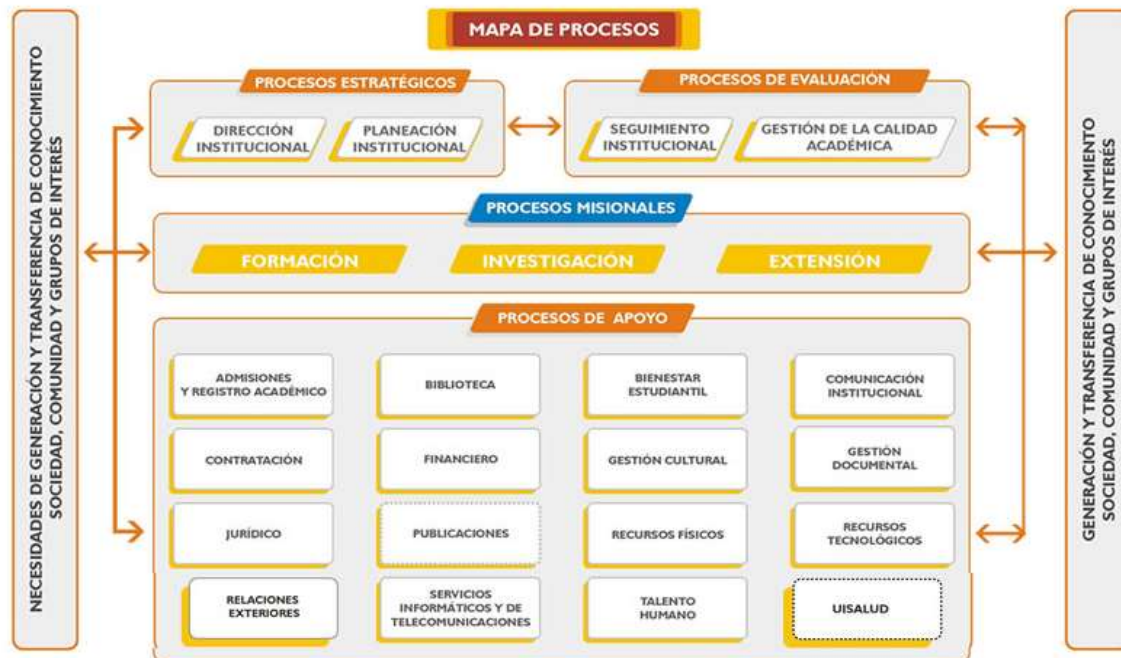 MAPA DE PROCESOS
NECESIDADES DE GENERACIÓN Y TRANSFERENCIA DE CONOCIMIENTO
SOCIEDAD, COMUNIDAD Y GRUPOS DE INTERÉS
PROCESOS ESTRATÉGICOS
DIRECCIÓN
INSTITUCIONAL
PLANEACIÓN
INSTITUCIONAL
PROCESOS DE EVALUACIÓN
SEGUIMIENTO
INSTITUCIONAL
GESTIÓN DE LA CALIDAD
ACADÉMICA
PROCESOS MISIONALES
FORMACIÓN
INVESTIGACIÓN
EXTENSIÓN
PROCESOS DE APOYO
ADMISIONES
Y REGISTRO ACADÉMICO
BIBLIOTECA
BIENESTAR
ESTUDIANTIL
COMUNICACIÓN
INSTITUCIONAL
CONTRATACIÓN
FINANCIERO
GESTIÓN CULTURAL
GESTIÓN
DOCUMENTAL
JURÍDICO
PUBLICACIONES
RECURSOS FÍSICOS
RECURSOS
TECNOLÓGICOS
RELACIONES
EXTERIORES
SERVICIOS
INFORMÁTICOS Y DE
TELECOMUNICACIONES
TALENTO
HUMANO
UISALUD
GENERACIÓN Y TRANSFERENCIA DE CONOCIMIENTO
SOCIEDAD, COMUNIDAD Y GRUPOS DE INTERÉS